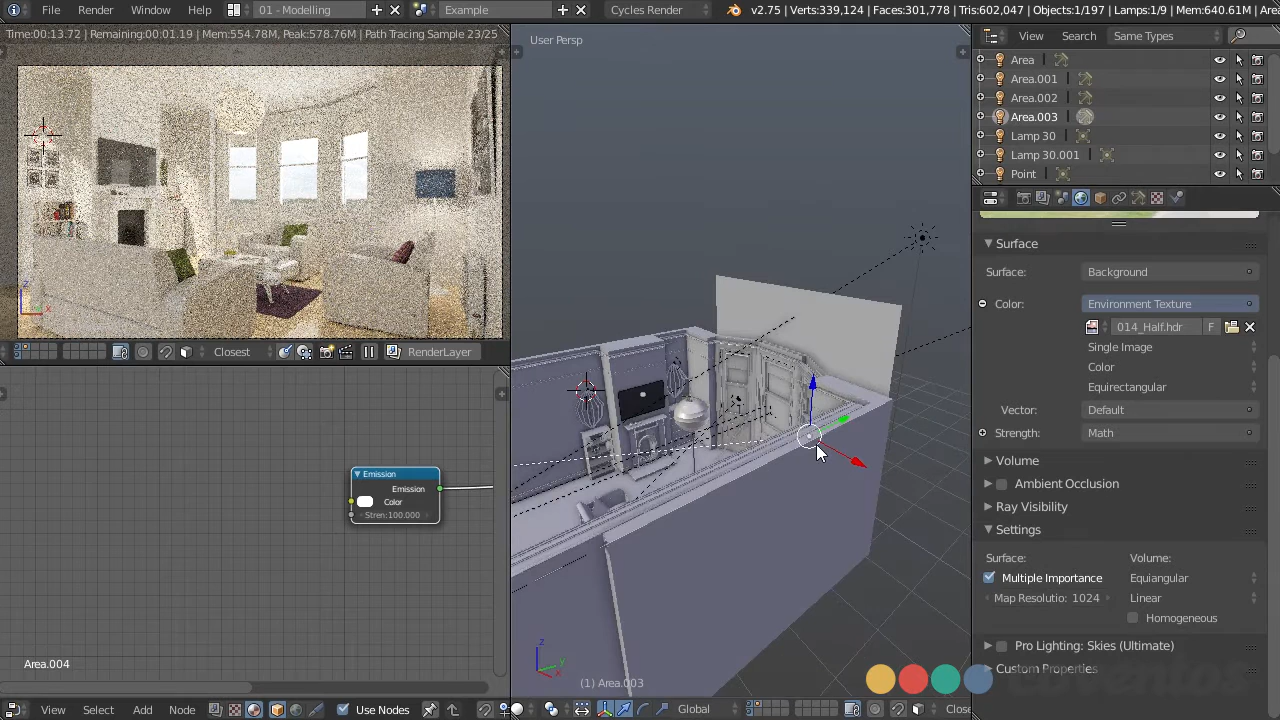 File Render Window Help 01 - Modelling Example Cycles Render v2.75 | Verts:339,124 | Faces:301,778 | Tris:602,047 | Objects:1/197 | Lamps:1/9 | Mem:640.61M | Are
Time:00:13.72 | Remaining:00:01.19 | Mem:554.78M, Peak:578.76M | Path Tracing Sample 23/25
User Persp
View Search Same Types
Area
Area.001
Area.002
Area.003
Lamp 30
Lamp 30.001
Point
Surface
Surface: Background
Color: Environment Texture
014_Half.hdr F
Single Image
Color
Equirectangular
Vector: Default
Strength: Math
Volume
Ambient Occlusion
Ray Visibility
Settings
Surface: Volume:
Multiple Importance Equiangular
Map Resolutio: 1024 Linear
Homogeneous
Pro Lighting: Skies (Ultimate)
Custom Properties
Closest RenderLayer
Emission
Emission
Color
Stren:100.000
Area.004
(1) Area.003
View Select Add Node Use Nodes
Global Close